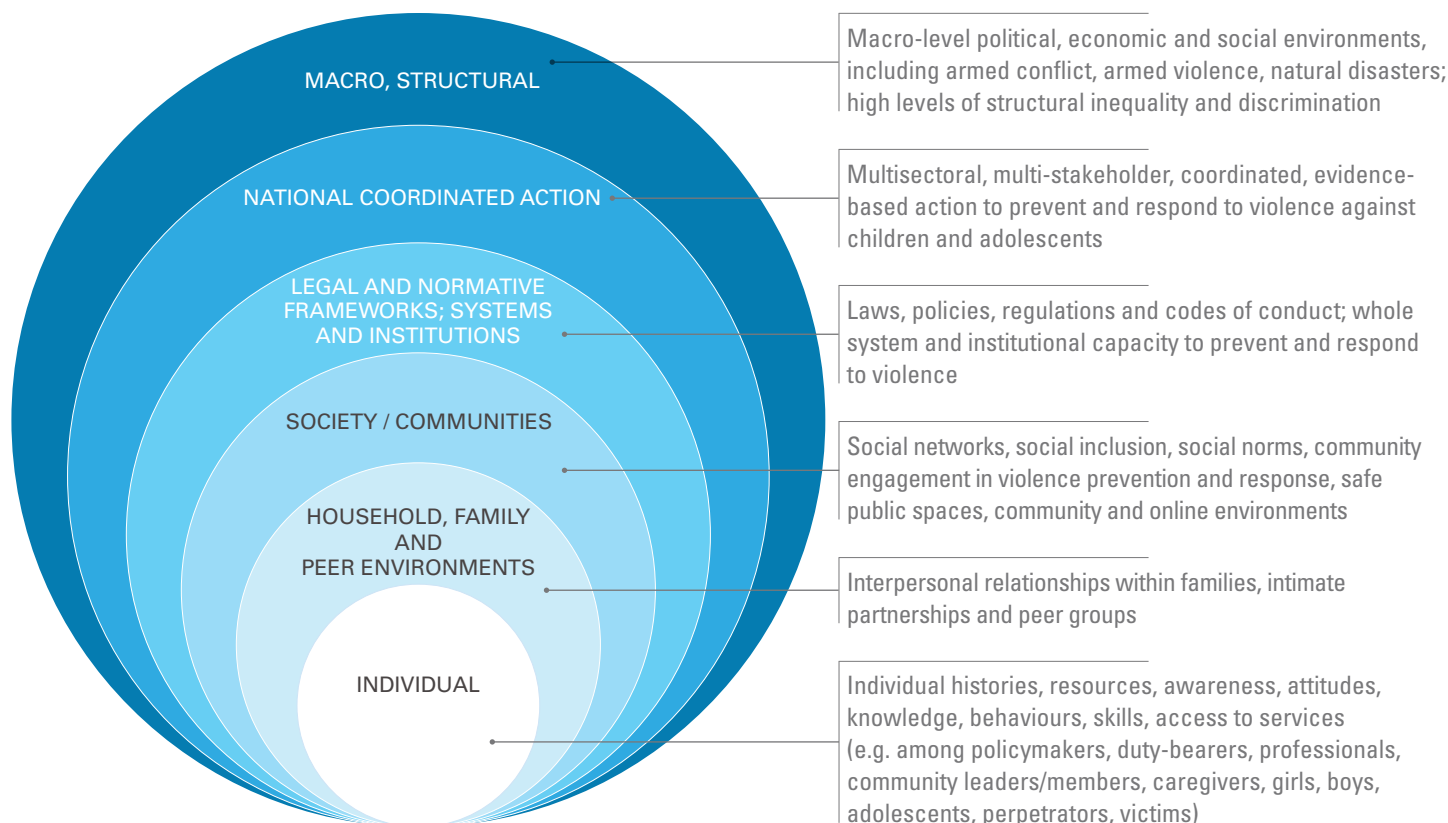 MACRO, STRUCTURAL
Macro-level political, economic and social environments,
including armed conflict, armed violence, natural disasters;
high levels of structural inequality and discrimination
NATIONAL COORDINATED ACTION
Multisectoral, multi-stakeholder, coordinated, evidence-
based action to prevent and respond to violence against
children and adolescents
LEGAL AND NORMATIVE
FRAMEWORKS; SYSTEMS
AND INSTITUTIONS
Laws, policies, regulations and codes of conduct; whole
system and institutional capacity to prevent and respond
to violence
SOCIETY / COMMUNITIES
Social networks, social inclusion, social norms, community
engagement in violence prevention and response, safe
public spaces, community and online environments
HOUSEHOLD, FAMILY
AND
PEER ENVIRONMENTS
Interpersonal relationships within families, intimate
partnerships and peer groups
INDIVIDUAL
Individual histories, resources, awareness, attitudes,
knowledge, behaviours, skills, access to services
(e.g. among policymakers, duty-bearers, professionals,
community leaders/members, caregivers, girls, boys,
adolescents, perpetrators, victims)